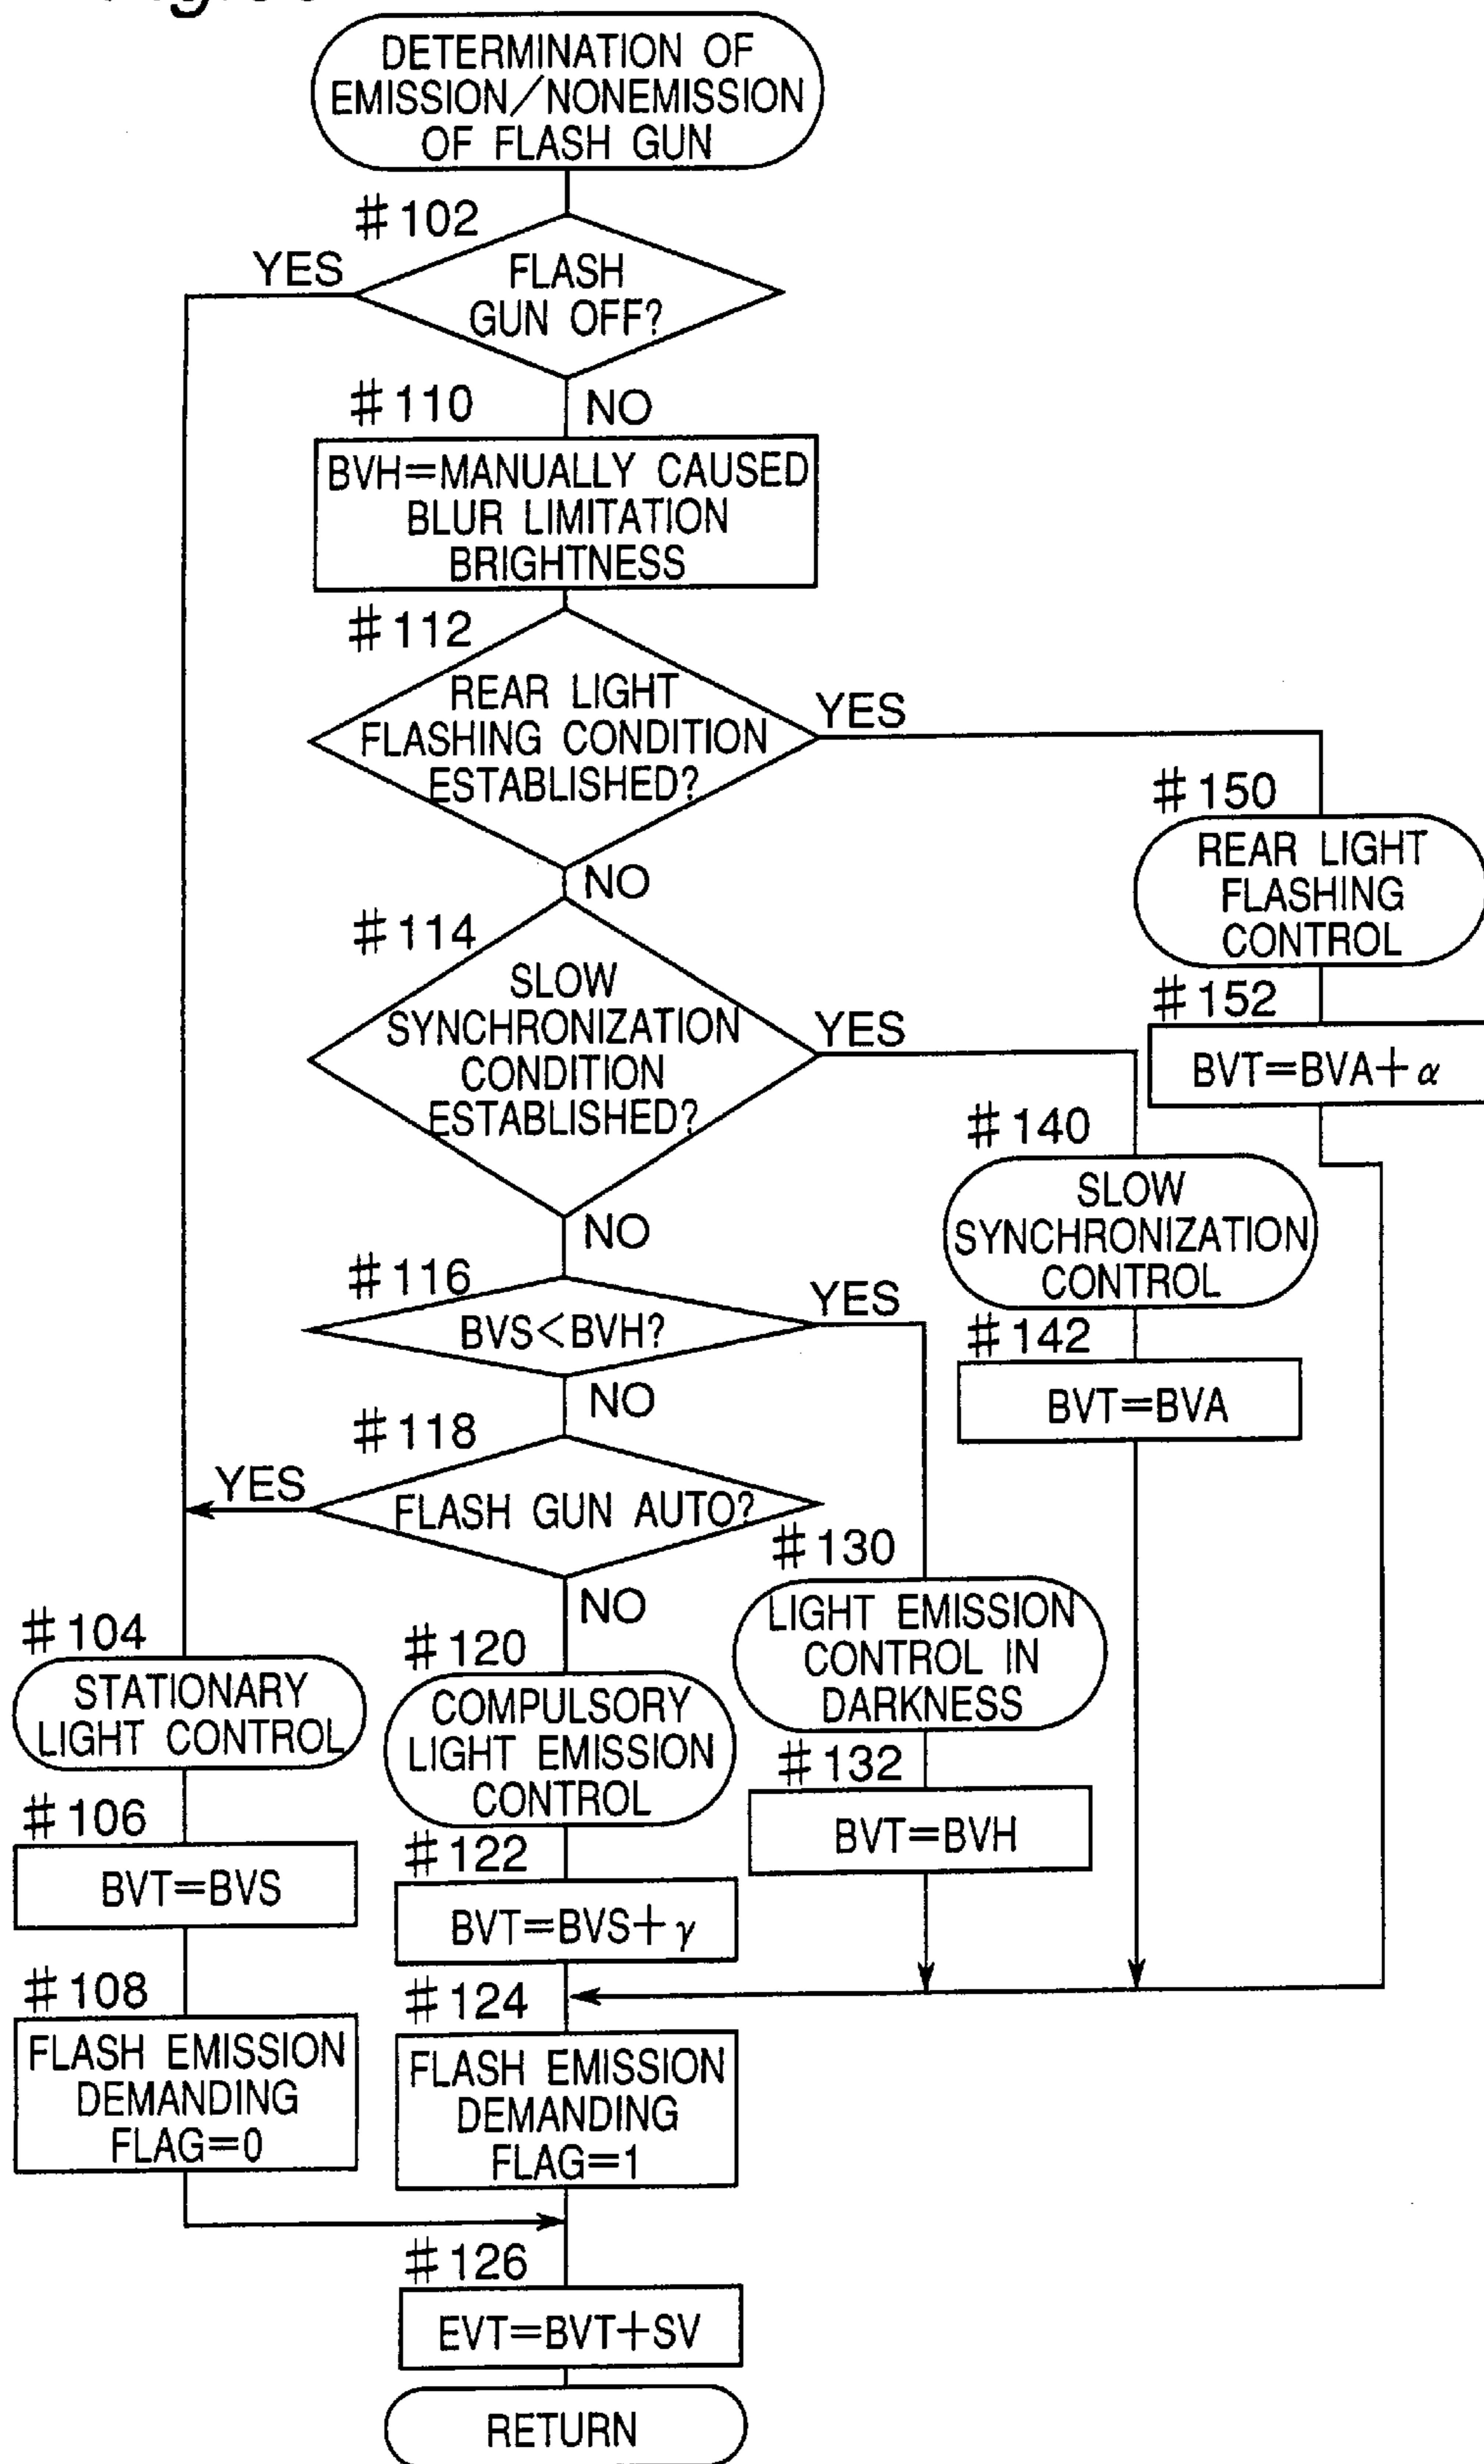 DETERMINATION OF
EMISSION/NONEMISSION
OF FLASH GUN
#102
YES
FLASH
GUN OFF?
#110
NO
BVH=MANUALLY CAUSED
BLUR LIMITATION
BRIGHTNESS
#112
REAR LIGHT
FLASHING CONDITION
ESTABLISHED?
YES
#150
REAR LIGHT
FLASHING
CONTROL
NO
#114
SLOW
SYNCHRONIZATION
CONDITION
ESTABLISHED?
YES
#152
BVT=BVA+α
#140
SLOW
SYNCHRONIZATION
CONTROL
NO
#116
BVS<BVH?
YES
#142
BVT=BVA
NO
#118
YES
FLASH GUN AUTO?
#130
LIGHT EMISSION
CONTROL IN
DARKNESS
NO
#104
STATIONARY
LIGHT CONTROL
#120
COMPULSORY
LIGHT EMISSION
CONTROL
#132
BVT=BVH
#106
BVT=BVS
#122
BVT=BVS+γ
#108
FLASH EMISSION
DEMANDING
FLAG=0
#124
FLASH EMISSION
DEMANDING
FLAG=1
#126
EVT=BVT+SV
RETURN